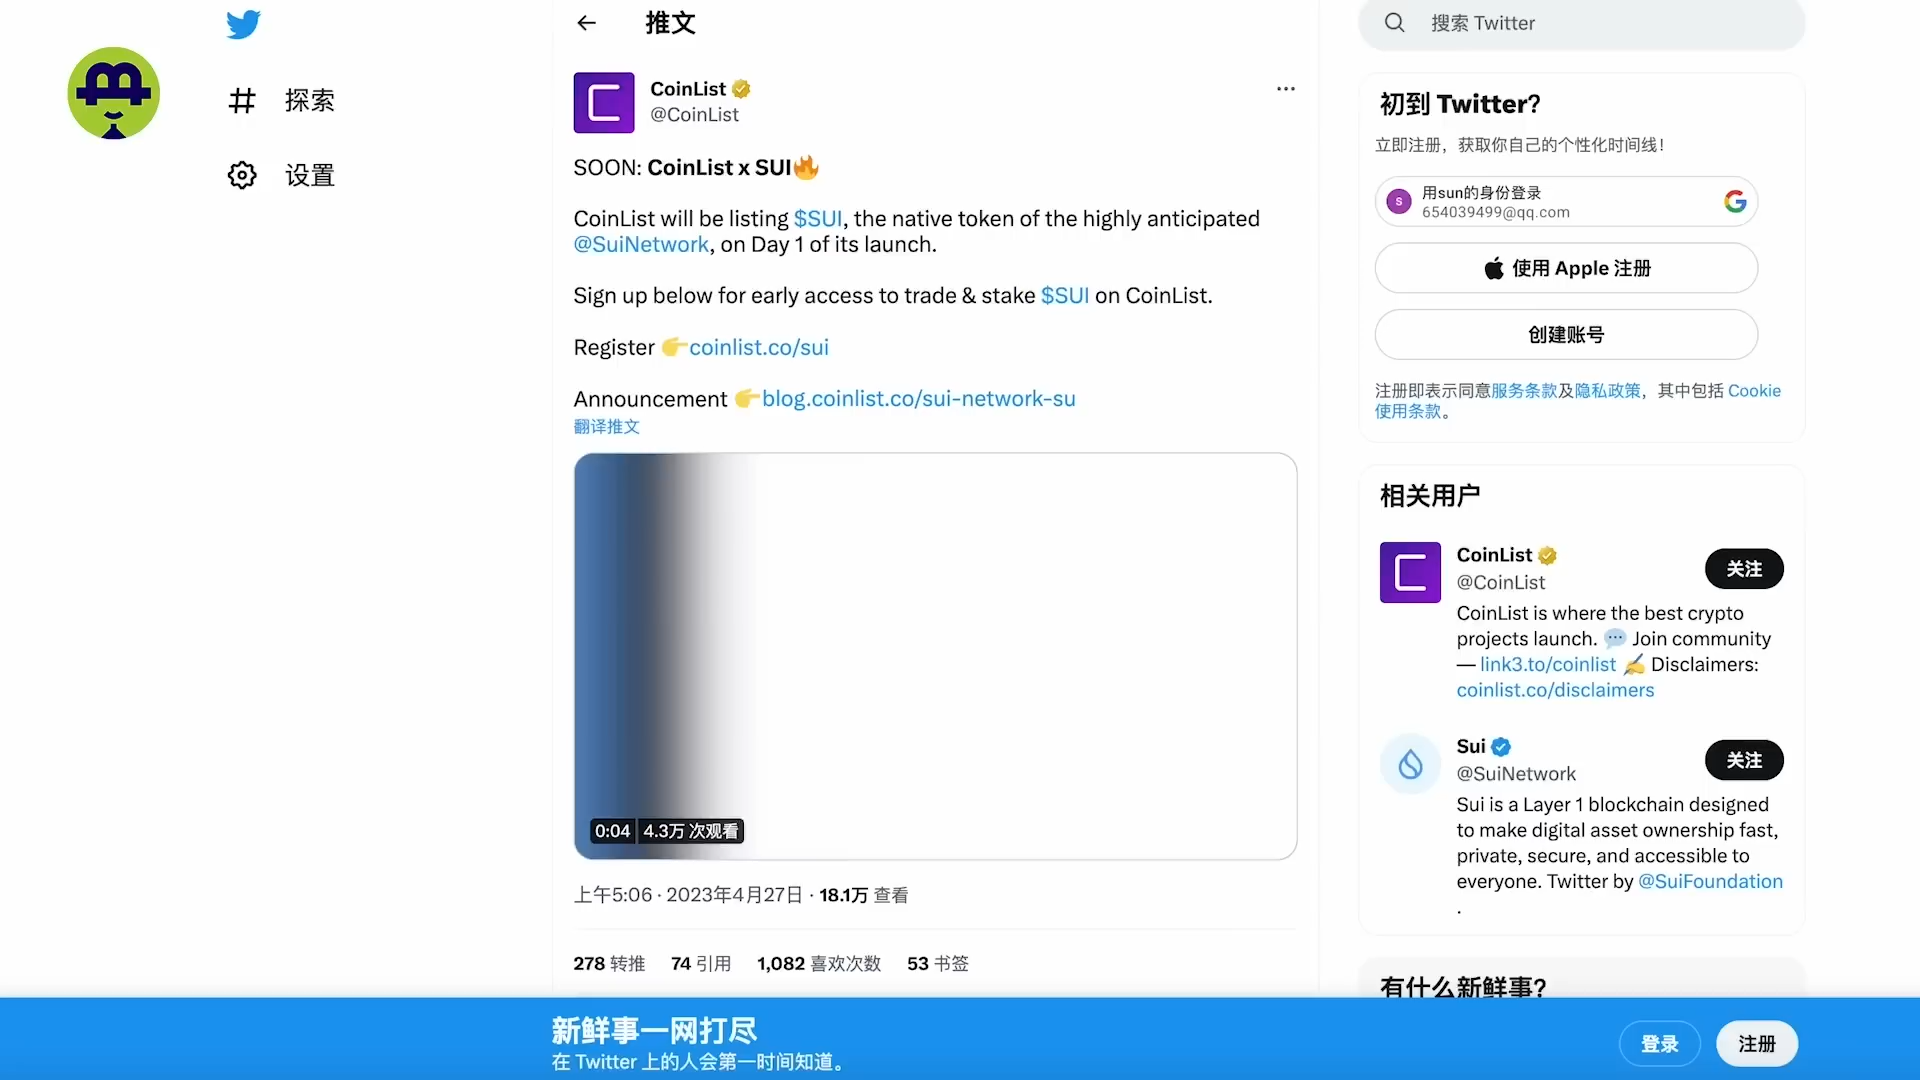 探索
设置
推文
CoinList
@CoinList
SOON: CoinList x SUI🔥
CoinList will be listing $SUI, the native token of the highly anticipated
@SuiNetwork, on Day 1 of its launch.
Sign up below for early access to trade & stake $SUI on CoinList.
Register 👉coinlist.co/sui
Announcement 👉blog.coinlist.co/sui-network-su
翻译推文
0:04
4.3万 次观看
上午5:06 · 2023年4月27日 · 18.1万 查看
278 转推 74 引用 1,082 喜欢次数 53 书签
搜索 Twitter
初到 Twitter?
立即注册，获取你自己的个性化时间线！
S
用sun的身份登录
654039499@qq.com
使用 Apple 注册
创建账号
注册即表示同意服务条款及隐私政策，其中包括 Cookie
使用条款。
相关用户
CoinList
@CoinList
关注
CoinList is where the best crypto
projects launch. 💬 Join community
— link3.to/coinlist ✍️ Disclaimers:
coinlist.co/disclaimers
Sui
@SuiNetwork
关注
Sui is a Layer 1 blockchain designed
to make digital asset ownership fast,
private, secure, and accessible to
everyone. Twitter by @SuiFoundation
.
有什么新鲜事?
新鲜事一网打尽
在 Twitter 上的人会第一时间知道。
登录
注册